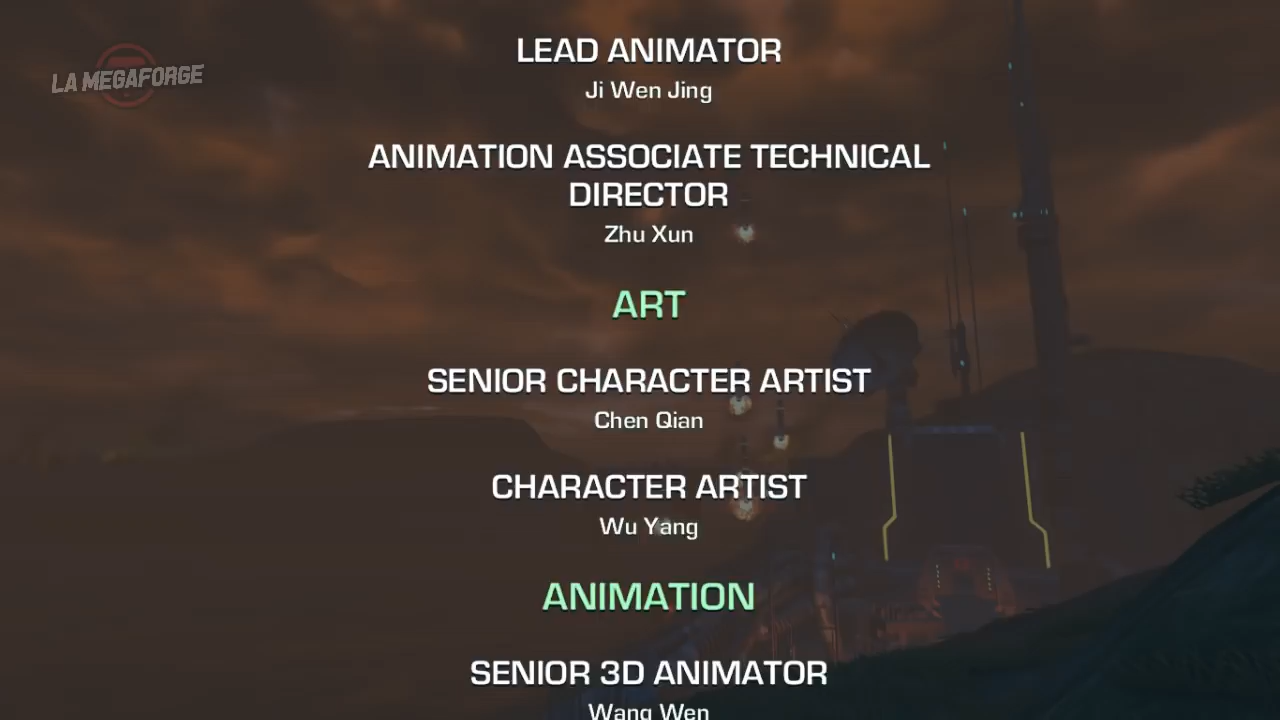 LA MEGAFORGE
LEAD ANIMATOR
Ji Wen Jing
ANIMATION ASSOCIATE TECHNICAL
DIRECTOR
Zhu Xun
ART
SENIOR CHARACTER ARTIST
Chen Qian
CHARACTER ARTIST
Wu Yang
ANIMATION
SENIOR 3D ANIMATOR
Wang Wen